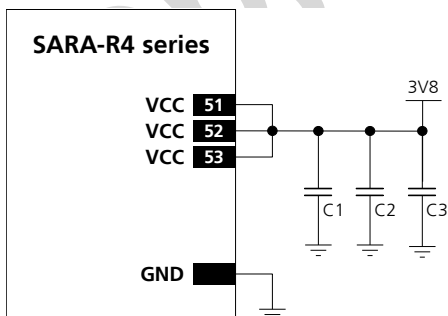 SARA-R4 series
3V8
VCC 51
VCC 52
VCC 53
C1 C2 C3
GND